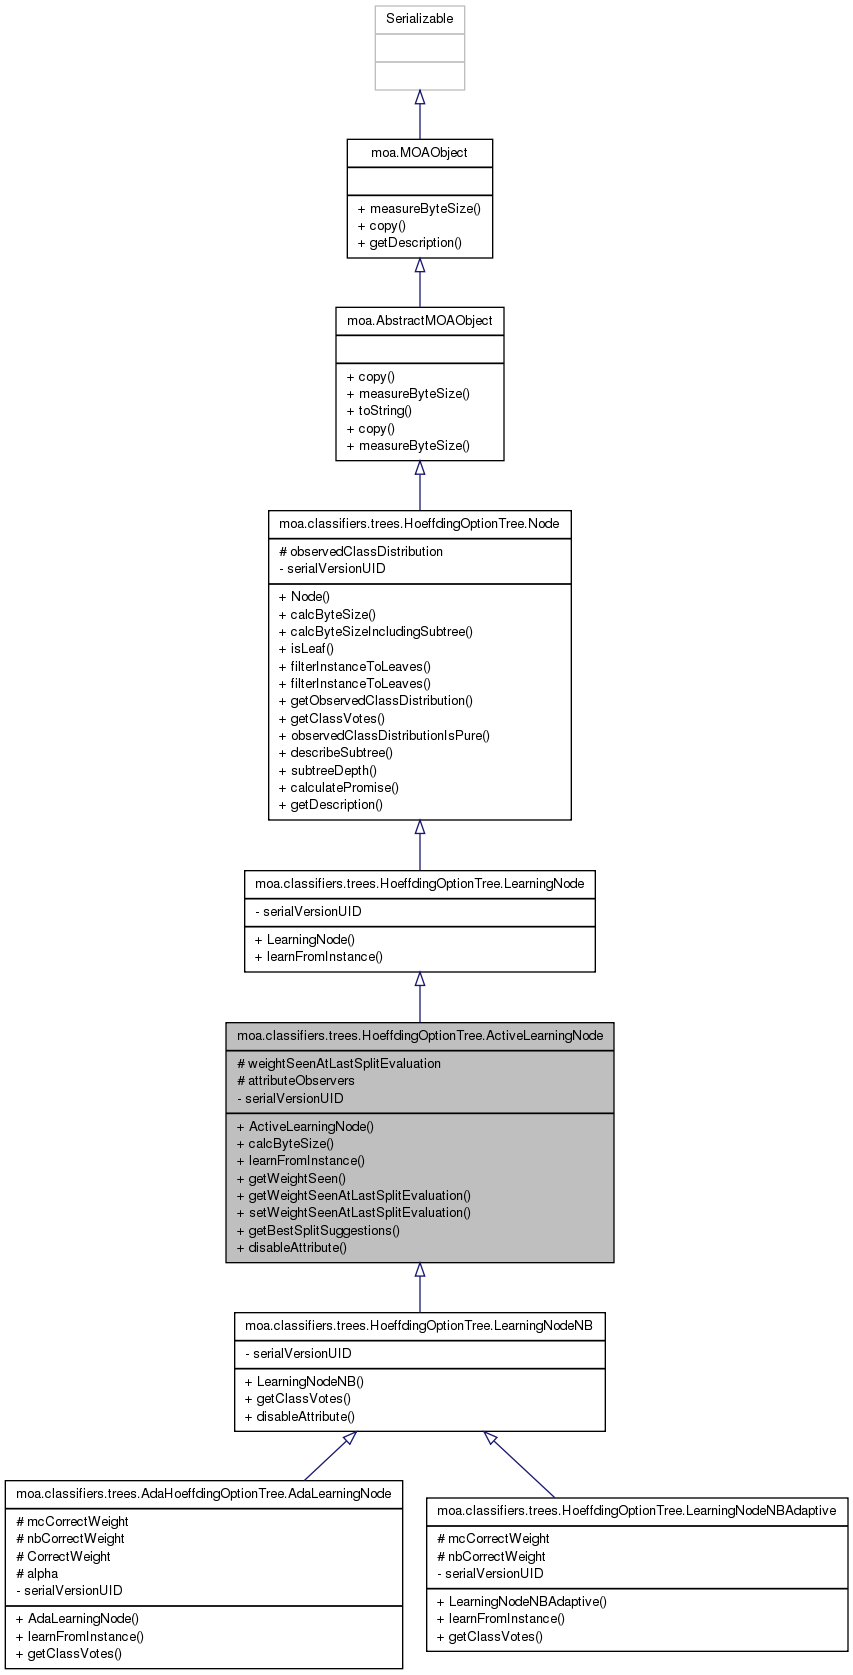 Serializable
moa.MOAObject
+ measureByteSize()
+ copy()
+ getDescription()
moa.AbstractMOAObject
+ copy()
+ measureByteSize()
+ toString()
+ copy()
+ measureByteSize()
moa.classifiers.trees.HoeffdingOptionTree.Node
# observedClassDistribution
- serialVersionUID
+ Node()
+ calcByteSize()
+ calcByteSizeIncludingSubtree()
+ isLeaf()
+ filterInstanceToLeaves()
+ filterInstanceToLeaves()
+ getObservedClassDistribution()
+ getClassVotes()
+ observedClassDistributionIsPure()
+ describeSubtree()
+ subtreeDepth()
+ calculatePromise()
+ getDescription()
moa.classifiers.trees.HoeffdingOptionTree.LearningNode
- serialVersionUID
+ LearningNode()
+ learnFromInstance()
moa.classifiers.trees.HoeffdingOptionTree.ActiveLearningNode
# weightSeenAtLastSplitEvaluation
# attributeObservers
- serialVersionUID
+ ActiveLearningNode()
+ calcByteSize()
+ learnFromInstance()
+ getWeightSeen()
+ getWeightSeenAtLastSplitEvaluation()
+ setWeightSeenAtLastSplitEvaluation()
+ getBestSplitSuggestions()
+ disableAttribute()
moa.classifiers.trees.HoeffdingOptionTree.LearningNodeNB
- serialVersionUID
+ LearningNodeNB()
+ getClassVotes()
+ disableAttribute()
moa.classifiers.trees.AdaHoeffdingOptionTree.AdaLearningNode
# mcCorrectWeight
# nbCorrectWeight
# CorrectWeight
# alpha
- serialVersionUID
+ AdaLearningNode()
+ learnFromInstance()
+ getClassVotes()
moa.classifiers.trees.HoeffdingOptionTree.LearningNodeNBAdaptive
# mcCorrectWeight
# nbCorrectWeight
- serialVersionUID
+ LearningNodeNBAdaptive()
+ learnFromInstance()
+ getClassVotes()